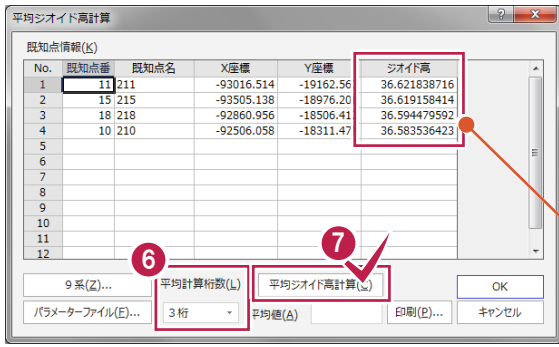 平均ジオイド高計算
既知点情報(K)
No. 既知点番 既知点名 X座標 Y座標 ジオイド高
1 11 211 -93016.514 -19162.56 36.621838716
2 15 215 -93505.138 -18976.20 36.619158414
3 18 218 -92860.956 -18506.41 36.594479592
4 10 210 -92506.058 -18311.47 36.583536423
5
6
7
8
9
10
11
12
6 7
9系(Z)... 平均計算桁数(L) 平均ジオイド高計算( ) OK
パラメーターファイル(F)... 3桁 平均値(A) 印刷(P)... キャンセル